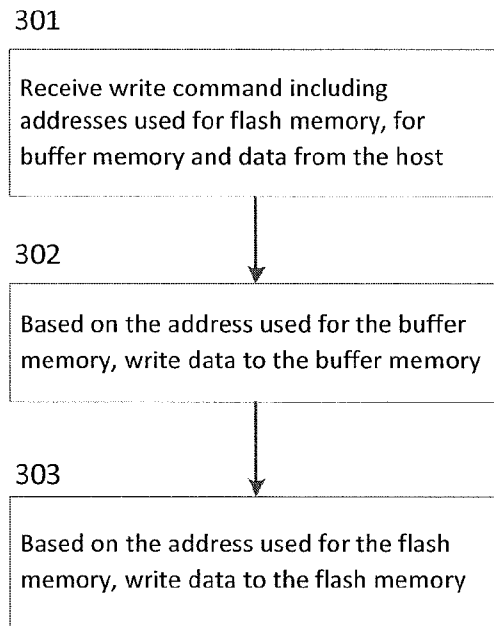 301
Receive write command including
addresses used for flash memory, for
buffer memory and data from the host
302
Based on the address used for the buffer
memory, write data to the buffer memory
303
Based on the address used for the flash
memory, write data to the flash memory